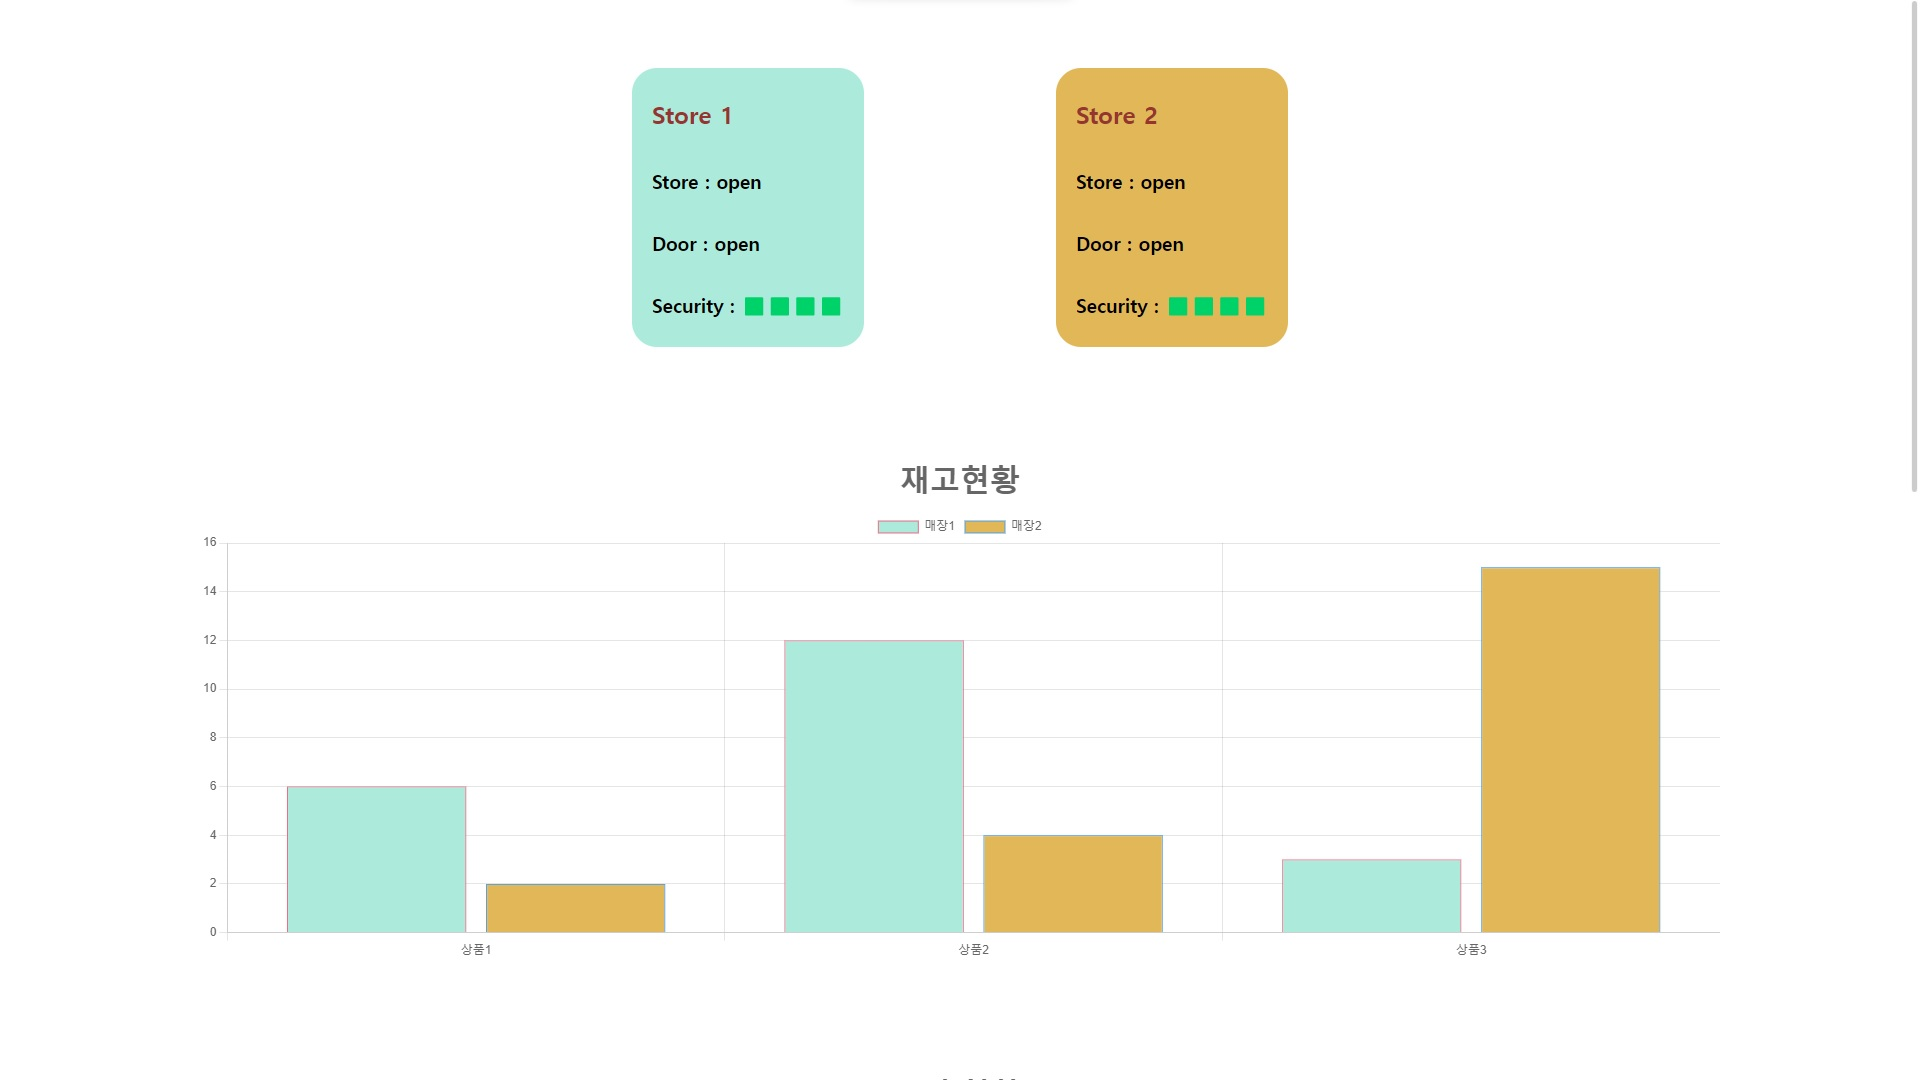 Store 1
Store : open
Door : open
Security :
Store 2
Store : open
Door : open
Security :
재고현황
매장1 매장2
16
14
12
10
8
6
4
2
0
상품1 상품2 상품3